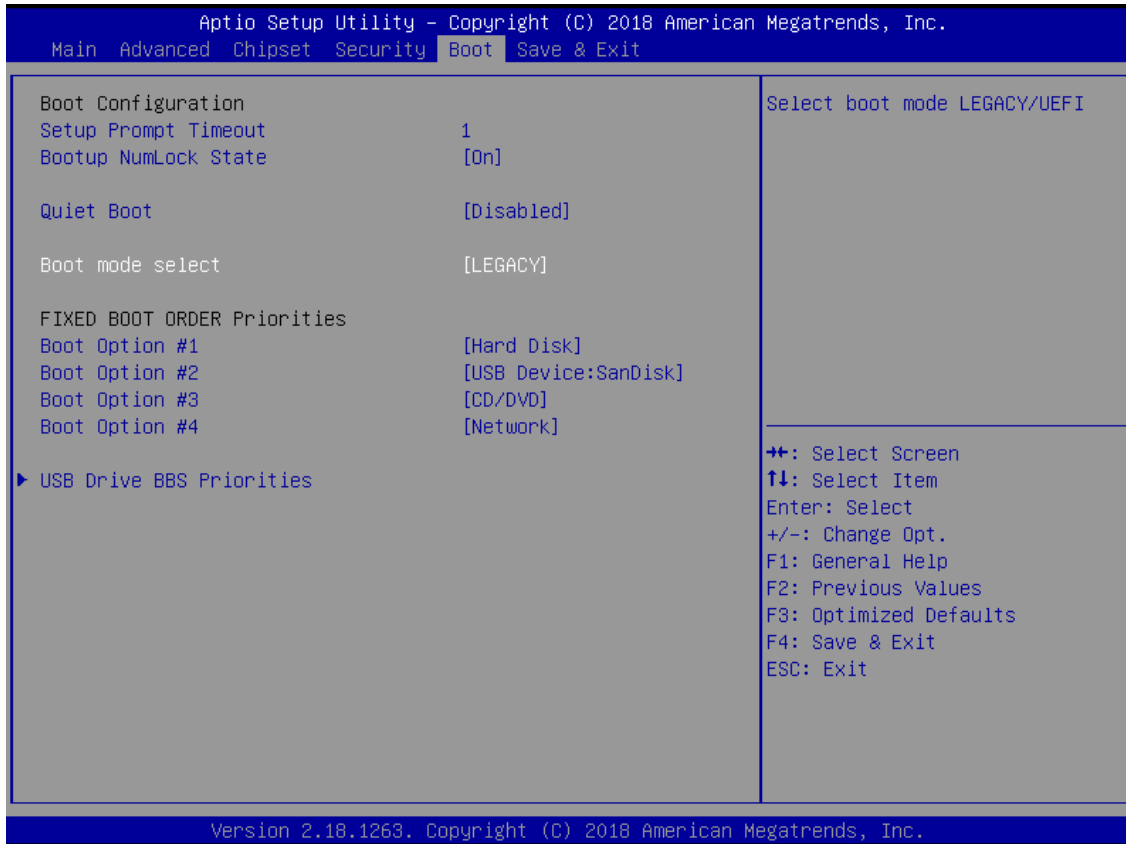 Aptio Setup Utility – Copyright (C) 2018 American Megatrends, Inc.
Main Advanced Chipset Security Boot Save & Exit
Boot Configuration
Setup Prompt Timeout 1
Bootup NumLock State [On]
Quiet Boot [Disabled]
Boot mode select [LEGACY]
FIXED BOOT ORDER Priorities
Boot Option #1 [Hard Disk]
Boot Option #2 [USB Device:SanDisk]
Boot Option #3 [CD/DVD]
Boot Option #4 [Network]
▶ USB Drive BBS Priorities
Select boot mode LEGACY/UEFI
→←: Select Screen
↑↓: Select Item
Enter: Select
+/-: Change Opt.
F1: General Help
F2: Previous Values
F3: Optimized Defaults
F4: Save & Exit
ESC: Exit
Version 2.18.1263. Copyright (C) 2018 American Megatrends, Inc.